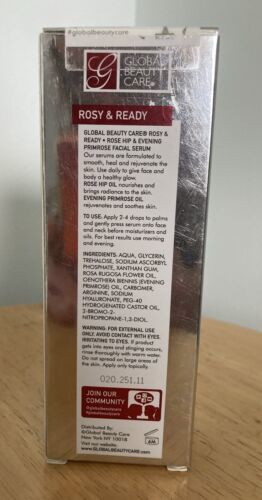 #globalbeautycare
G
GLOBAL
BEAUTY
CARE®
ROSY & READY
GLOBAL BEAUTY CARE® ROSY &
READY • ROSE HIP & EVENING
PRIMROSE FACIAL SERUM
Our serums are formulated to
smooth, heal and rejuvenate the
skin. Use daily to give face and
body a healthy glow.
ROSE HIP OIL nourishes and
brings radiance to the skin.
EVENING PRIMROSE OIL
rejuvenates and soothes skin.
TO USE: Apply 2-4 drops to palms
and gently press serum onto face
and neck before moisturizers and
oils. For best results use morning
and evening.
INGREDIENTS: AQUA, GLYCERIN,
TREHALOSE, SODIUM ASCORBYL
PHOSPHATE, XANTHAN GUM,
ROSA RUGOSA FLOWER OIL,
OENOTHERA BIENNIS (EVENING
PRIMROSE) OIL, CARBOMER,
ARGININE, SODIUM
HYALURONATE, PEG-40
HYDROGENATED CASTOR OIL,
2-BROMO-2-
NITROPROPANE-1,3-DIOL.
WARNING: FOR EXTERNAL USE
ONLY. AVOID CONTACT WITH EYES.
IRRITATING TO EYES. If product
gets into eyes and stinging occurs,
rinse thoroughly with warm water.
Do not spread on large areas of
the skin. Apply only topically.
020.251.11
JOIN OUR
COMMUNITY
@globalbeautycare
#globalbeautycare
Distributed By:
©Global Beauty Care
New York NY 10018
Visit our website:
www.GLOBALBEAUTYCARE.com
6M